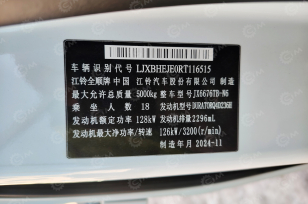 车辆识别代号 LJXBHEJE0RT116515
江铃全顺牌 中国 江铃汽车股份有限公司 制造
最大允许总质量 5000kg 整车型号 JX6676TB-N6
乘坐人数 18 发动机型号 DURATORQ4D236H
发动机额定功率 128kW 发动机排量 2296mL
发动机最大净功率/转速 126kW/3200(r/min)
制造年月 2024-11